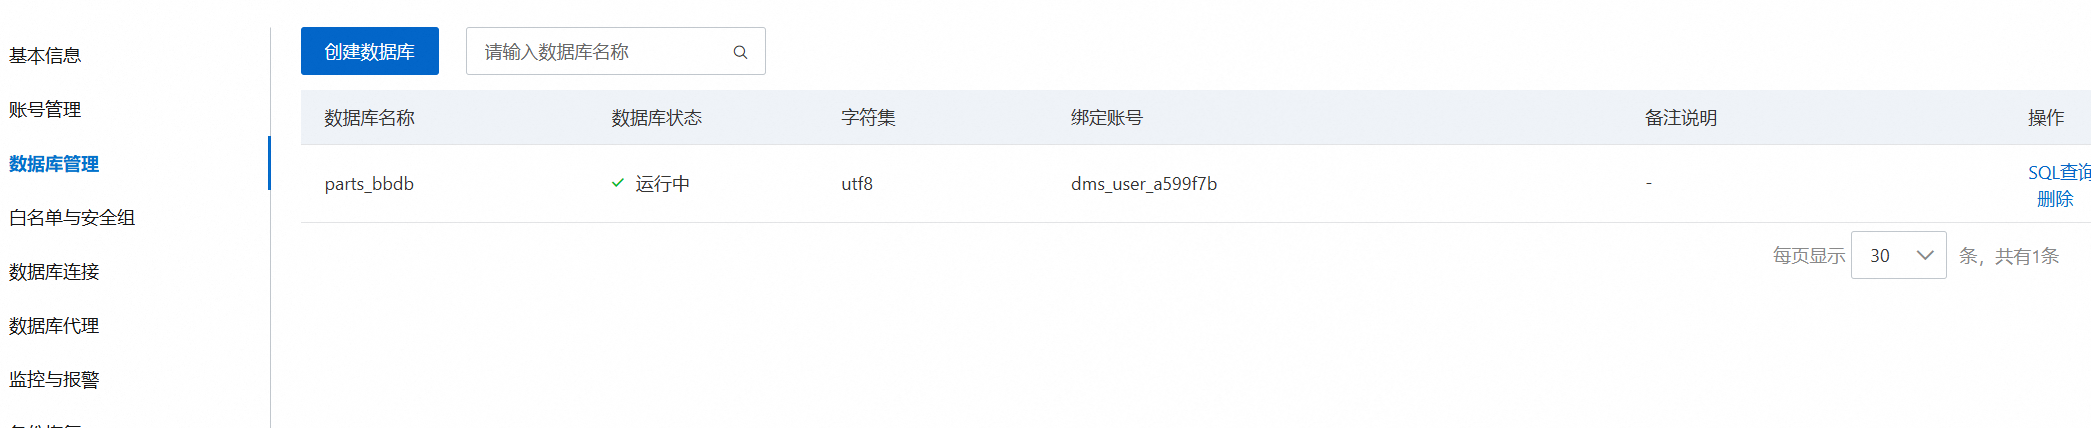 基本信息
账号管理
数据库管理
白名单与安全组
数据库连接
数据库代理
监控与报警
创建数据库
请输入数据库名称
数据库名称 数据库状态 字符集 绑定账号 备注说明 操作
parts_bbdb 运行中 utf8 dms_user_a599f7b - SQL查询
删除
每页显示 30 条，共有1条